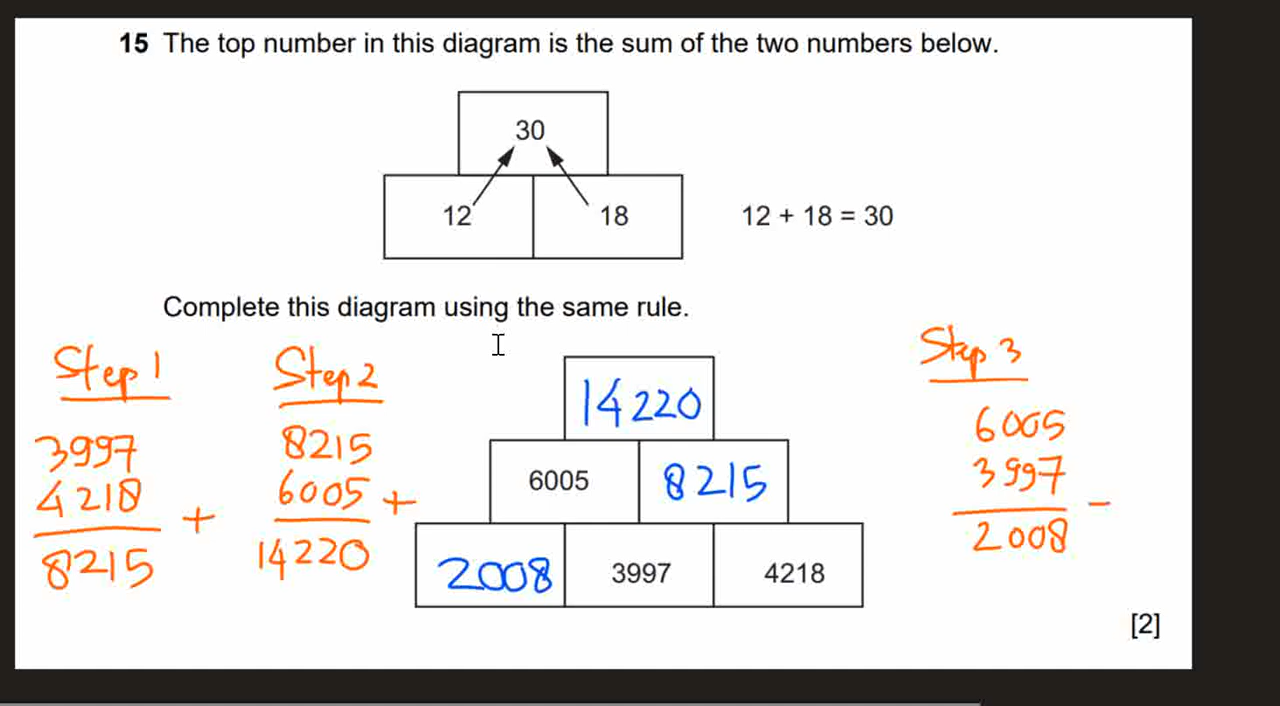 15 The top number in this diagram is the sum of the two numbers below.
30
12 18 12 + 18 = 30
Complete this diagram using the same rule.
Step 1
3997
4218 +
8215
Step 2
8215
6005 +
14220
14220
6005 8215
2008 3997 4218
Step 3
6005
3997 -
2008
[2]